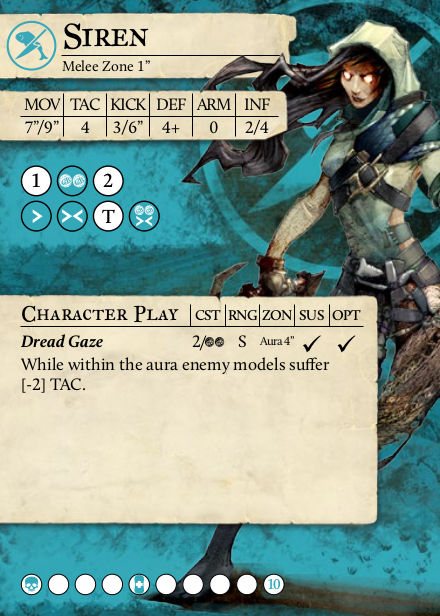 SIREN
Melee Zone 1"
MOV TAC KICK DEF ARM INF
7"/9" 4 3/6" 4+ 0 2/4
1 2
> >< T ><
CHARACTER PLAY CST RNG ZON SUS OPT
Dread Gaze 2/ S Aura 4" ✓ ✓
While within the aura enemy models suffer
[-2] TAC.
10